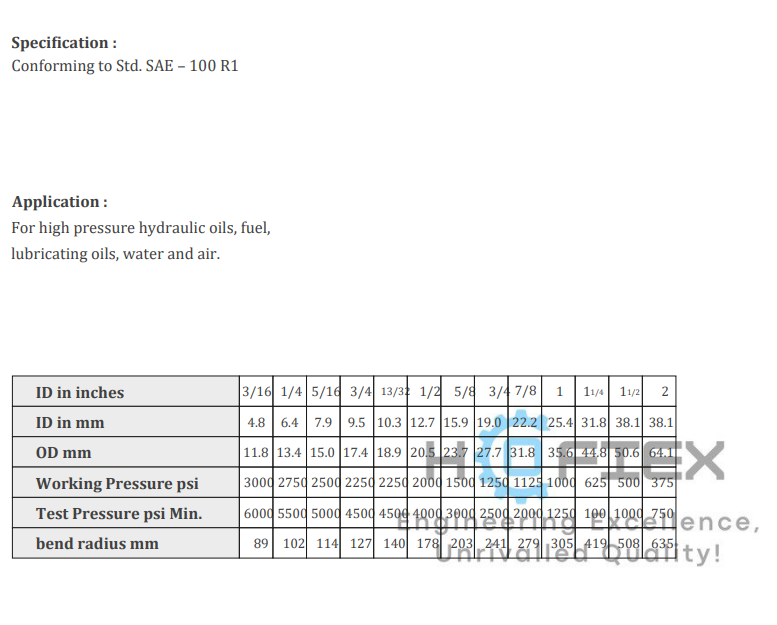 Specification :
Conforming to Std. SAE – 100 R1
Application :
For high pressure hydraulic oils, fuel,
lubricating oils, water and air.
ID in inches 3/16 1/4 5/16 3/4 13/32 1/2 5/8 3/4 7/8 1 11/4 11/2 2
ID in mm 4.8 6.4 7.9 9.5 10.3 12.7 15.9 19.0 22.2 25.4 31.8 38.1 38.1
OD mm 11.8 13.4 15.0 17.4 18.9 20.5 23.7 27.7 31.8 35.6 44.8 50.6 64.1
Working Pressure psi 3000 2750 2500 2250 2250 2000 1500 1250 1125 1000 625 500 375
Test Pressure psi Min. 6000 5500 5000 4500 4500 4000 3000 2500 2000 1250 100 1000 750
bend radius mm 89 102 114 127 140 178 203 241 279 305 419 508 635
HOFIEX
Engineering Excellence,
Unrivalled Quality!